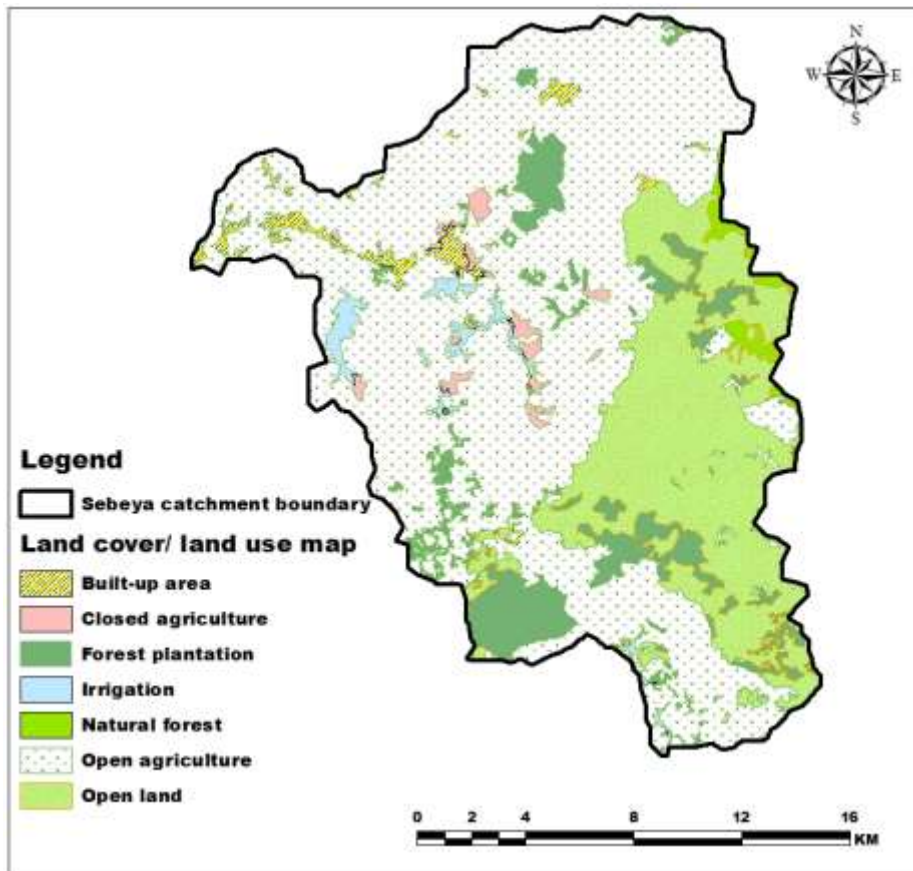 N
W E
S
Legend
Sebeya catchment boundary
Land cover/ land use map
Built-up area
Closed agriculture
Forest plantation
Irrigation
Natural forest
Open agriculture
Open land
0 2 4 8 12 16
KM